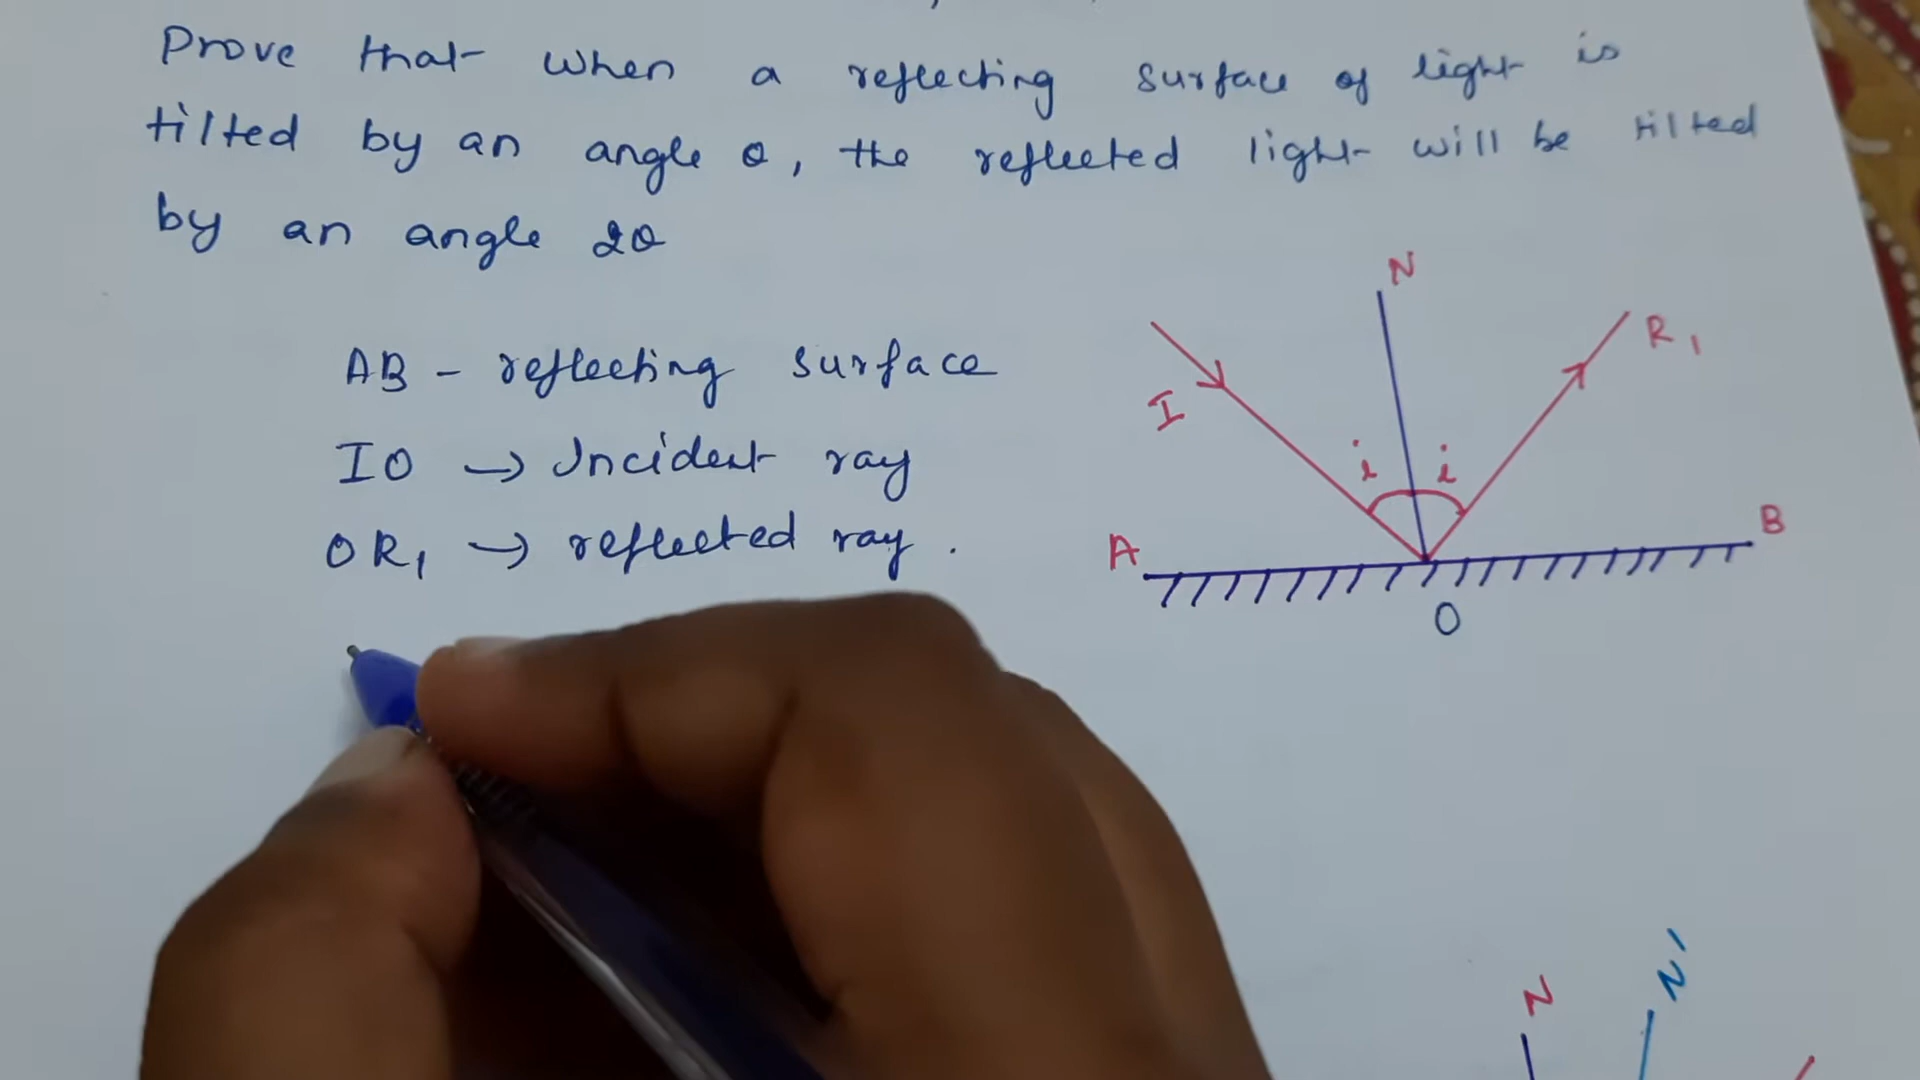 Prove that when a reflecting surface of light is
tilted by an angle θ, the reflected light will be tilted
by an angle 2θ
AB - reflecting surface
IO → Incident ray
OR₁ → reflected ray.
N
I
R₁
i i
A
B
O
N
N'